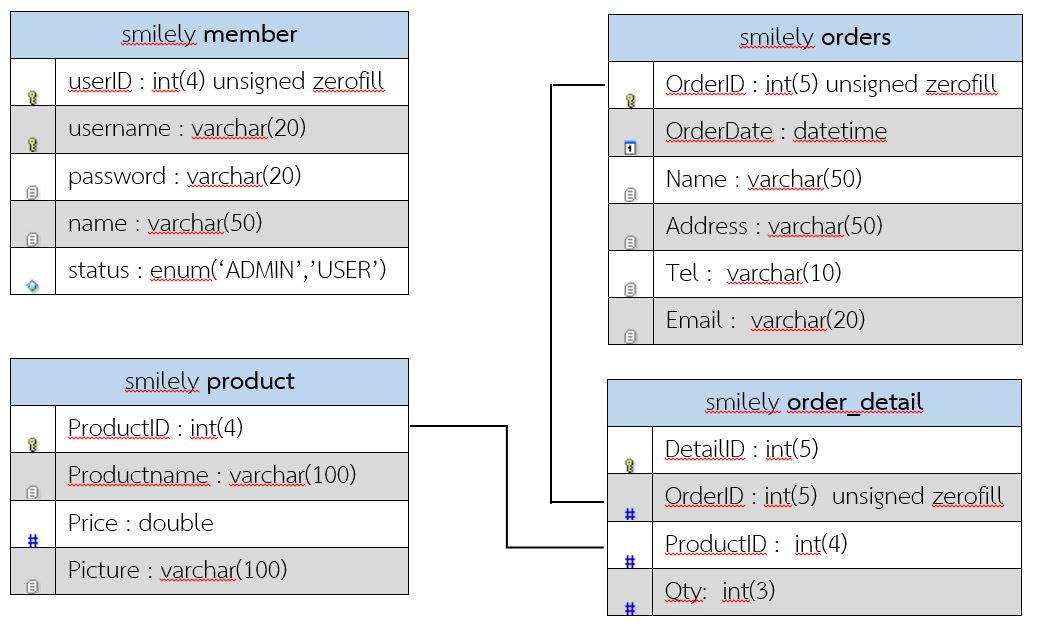 smilely member
userID : int(4) unsigned zerofill
username : varchar(20)
password : varchar(20)
name : varchar(50)
status : enum(‘ADMIN’,’USER’)
smilely orders
OrderID : int(5) unsigned zerofill
OrderDate : datetime
Name : varchar(50)
Address : varchar(50)
Tel :  varchar(10)
Email :  varchar(20)
smilely product
ProductID : int(4)
Productname : varchar(100)
Price : double
Picture : varchar(100)
smilely order_detail
DetailID : int(5)
OrderID : int(5)  unsigned zerofill
ProductID :  int(4)
Qty:  int(3)